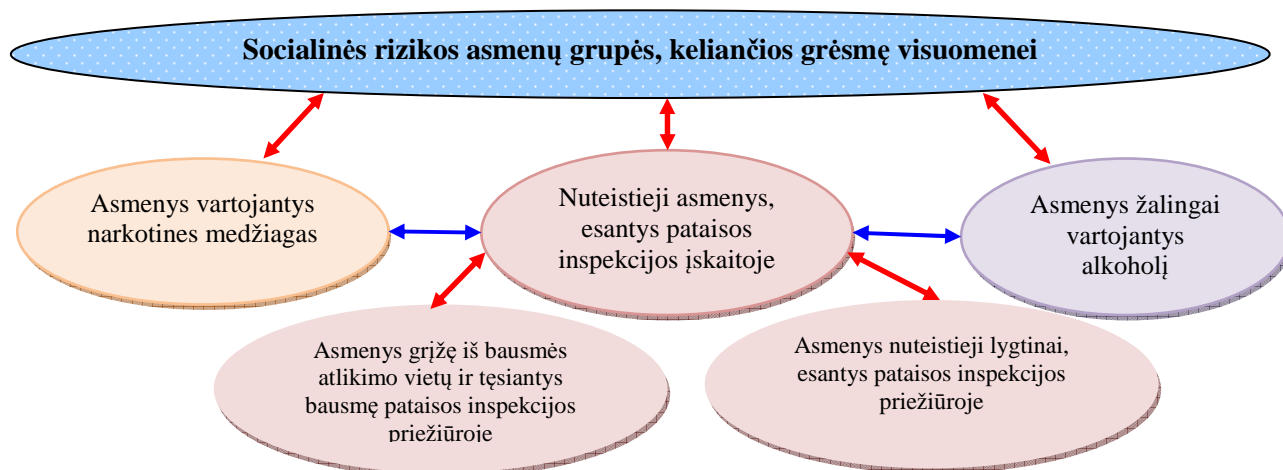 Socialinės rizikos asmenų grupės, keliančios grėsmę visuomenei
Asmenys vartojantys
narkotines medžiagas
Nuteistieji asmenys,
esantys pataisos
inspekcijos įskaitoje
Asmenys žalingai
vartojantys
alkoholį
Asmenys grįžę iš bausmės
atlikimo vietų ir tęsiantys
bausmę pataisos inspekcijos
priežiūroje
Asmenys nuteistieji lygtinai,
esantys pataisos inspekcijos
priežiūroje